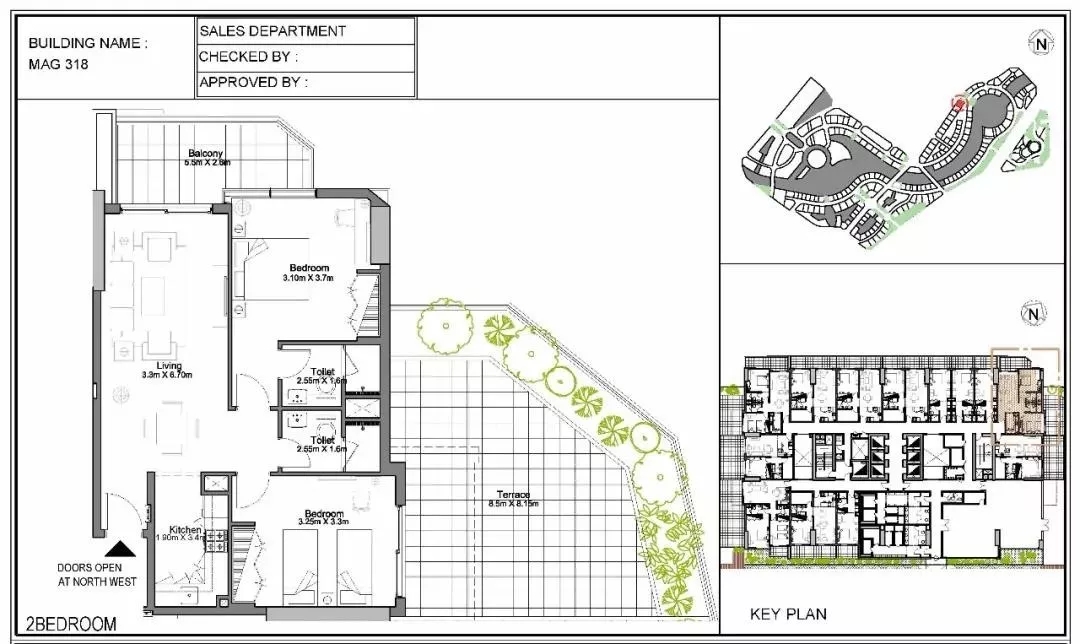 BUILDING NAME :
MAG 318
SALES DEPARTMENT
CHECKED BY :
APPROVED BY :
N
Balcony
5.5m X 2.6m
Bedroom
3.10m X 3.7m
Living
3.3m X 6.70m
Toilet
2.55m X 1.6m
Toilet
2.55m X 1.6m
Terrace
8.5m X 8.15m
Bedroom
3.25m X 3.3m
Kitchen
1.90m X 3.4m
DOORS OPEN
AT NORTH WEST
2BEDROOM
N
KEY PLAN